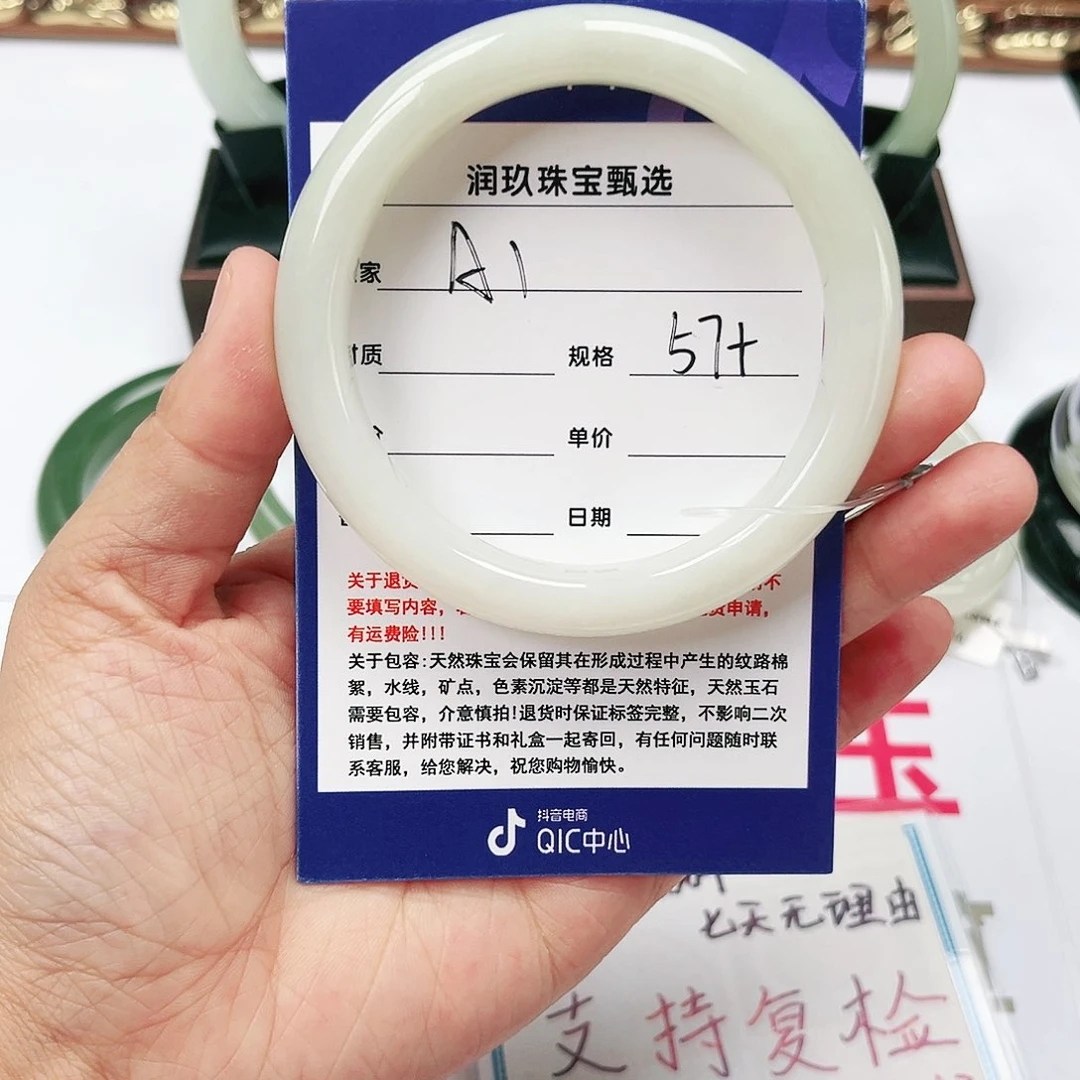 润玖珠宝甄选
家 A1
质 规格 57+
单价
日期
关于退 不
要填写内容, 申请,
有运费险!!!
关于包容:天然珠宝会保留其在形成过程中产生的纹路棉
絮，水线，矿点，色素沉淀等都是天然特征，天然玉石
需要包容，介意慎拍!退货时保证标签完整，不影响二次
销售，并附带证书和礼盒一起寄回，有任何问题随时联
系客服，给您解决，祝您购物愉快。
抖音电商
QIC中心
玉
七天无理由
支持复检